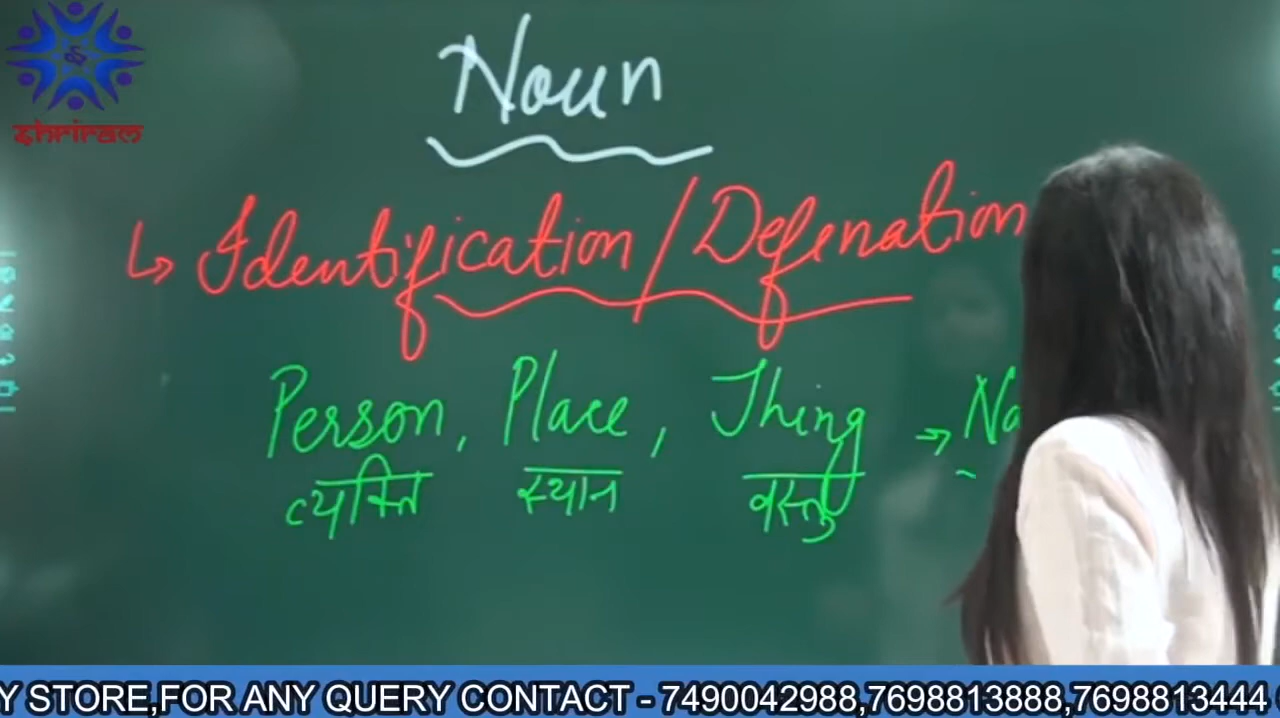 shriram
Noun
↳ Identification/Defenation
Person, Place, Thing → Na
व्यक्ति स्थान वस्तु
Y STORE,FOR ANY QUERY CONTACT - 7490042988,7698813888,7698813444